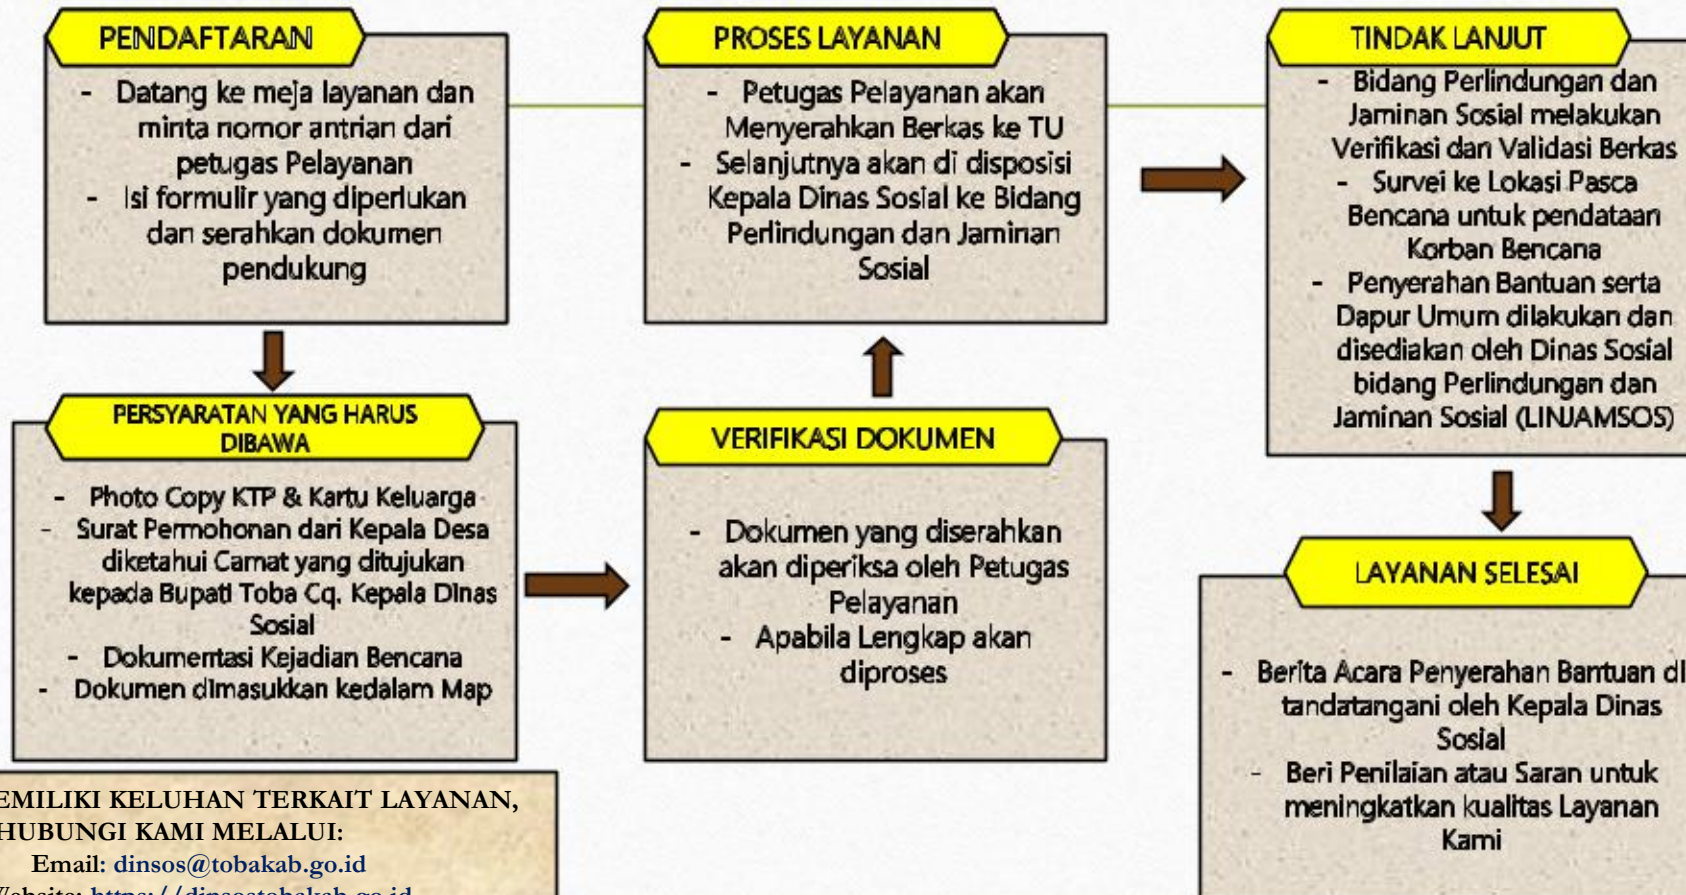 PENDAFTARAN
- Datang ke meja layanan dan
minta nomor antrian dari
petugas Pelayanan
- Isi formulir yang diperlukan
dan serahkan dokumen
pendukung
PERSYARATAN YANG HARUS
DIBAWA
- Photo Copy KTP & Kartu Keluarga
- Surat Permohonan dari Kepala Desa
diketahui Camat yang ditujukan
kepada Bupati Toba Cq. Kepala Dinas
Sosial
- Dokumentasi Kejadian Bencana
- Dokumen dimasukkan kedalam Map
VERIFIKASI DOKUMEN
- Dokumen yang diserahkan
akan diperiksa oleh Petugas
Pelayanan
- Apabila Lengkap akan
diproses
PROSES LAYANAN
- Petugas Pelayanan akan
Menyerahkan Berkas ke TU
- Selanjutnya akan di disposisi
Kepala Dinas Sosial ke Bidang
Perlindungan dan Jaminan
Sosial
TINDAK LANJUT
- Bidang Perlindungan dan
Jaminan Sosial melakukan
Verifikasi dan Validasi Berkas
- Survei ke Lokasi Pasca
Bencana untuk pendataan
Korban Bencana
- Penyerahan Bantuan serta
Dapur Umum dilakukan dan
disediakan oleh Dinas Sosial
bidang Perlindungan dan
Jaminan Sosial (LINJAMSOS)
LAYANAN SELESAI
- Berita Acara Penyerahan Bantuan di
tandatangani oleh Kepala Dinas
Sosial
- Beri Penilaian atau Saran untuk
meningkatkan kualitas Layanan
Kami
EMILIKI KELUHAN TERKAIT LAYANAN,
HUBUNGI KAMI MELALUI:
Email: dinsos@tobakab.go.id
Website: https://dinsostobakab.go.id